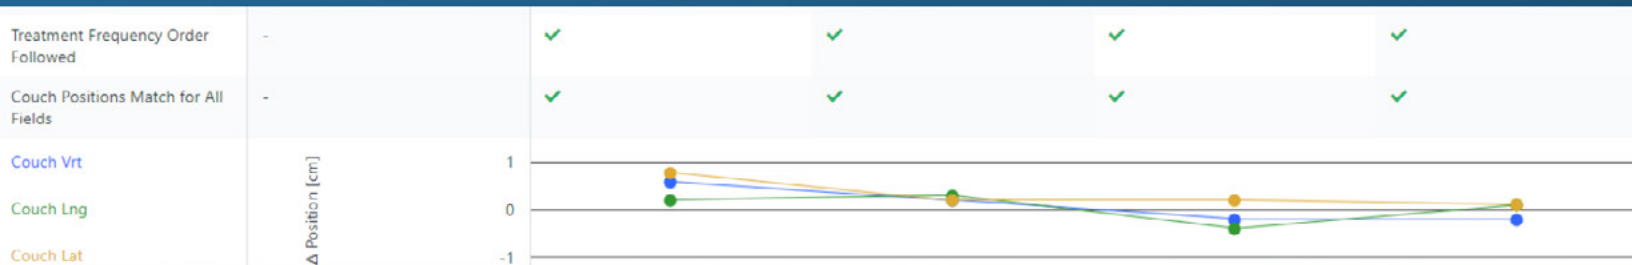 Treatment Frequency Order
Followed
-
Couch Positions Match for All
Fields
-
Couch Vrt
Couch Lng
Couch Lat
Δ Position [cm]
1
0
-1